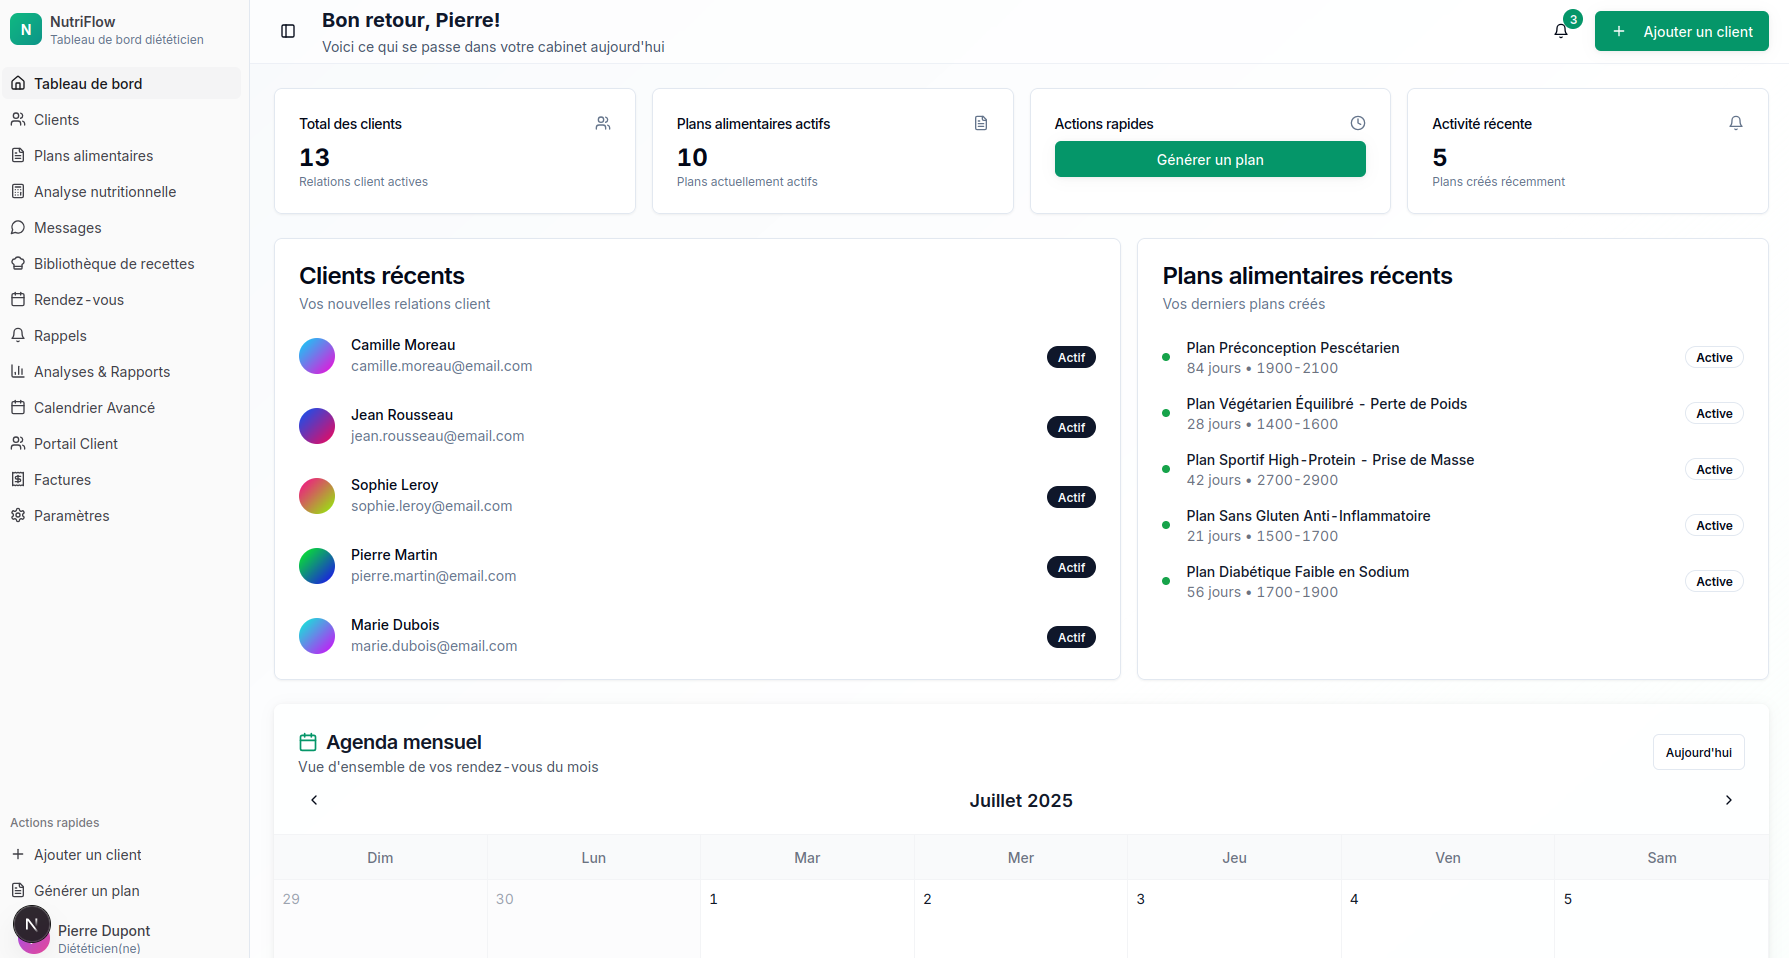 N
NutriFlow
Tableau de bord diététicien
Tableau de bord
Clients
Plans alimentaires
Analyse nutritionnelle
Messages
Bibliothèque de recettes
Rendez-vous
Rappels
Analyses & Rapports
Calendrier Avancé
Portail Client
Factures
Paramètres
Actions rapides
Ajouter un client
Générer un plan
N
Pierre Dupont
Diététicien(ne)
Bon retour, Pierre!
Voici ce qui se passe dans votre cabinet aujourd'hui
3
Ajouter un client
Total des clients
13
Relations client actives
Plans alimentaires actifs
10
Plans actuellement actifs
Actions rapides
Générer un plan
Activité récente
5
Plans créés récemment
Clients récents
Vos nouvelles relations client
Camille Moreau
camille.moreau@email.com
Actif
Jean Rousseau
jean.rousseau@email.com
Actif
Sophie Leroy
sophie.leroy@email.com
Actif
Pierre Martin
pierre.martin@email.com
Actif
Marie Dubois
marie.dubois@email.com
Actif
Plans alimentaires récents
Vos derniers plans créés
Plan Préconception Pescétarien
84 jours • 1900-2100
Active
Plan Végétarien Équilibré - Perte de Poids
28 jours • 1400-1600
Active
Plan Sportif High-Protein - Prise de Masse
42 jours • 2700-2900
Active
Plan Sans Gluten Anti-Inflammatoire
21 jours • 1500-1700
Active
Plan Diabétique Faible en Sodium
56 jours • 1700-1900
Active
Agenda mensuel
Vue d'ensemble de vos rendez-vous du mois
Aujourd'hui
Juillet 2025
Dim Lun Mar Mer Jeu Ven Sam
29 30 1 2 3 4 5